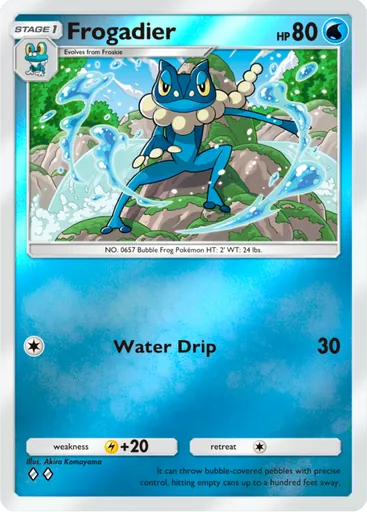 STAGE 1
Frogadier
HP 80
Evolves from Froakie
NO. 0657 Bubble Frog Pokémon HT: 2' WT: 24 lbs.
Water Drip 30
weakness +20 retreat
Illus. Akira Komayama
It can throw bubble-covered pebbles with precise
control, hitting empty cans up to a hundred feet away.